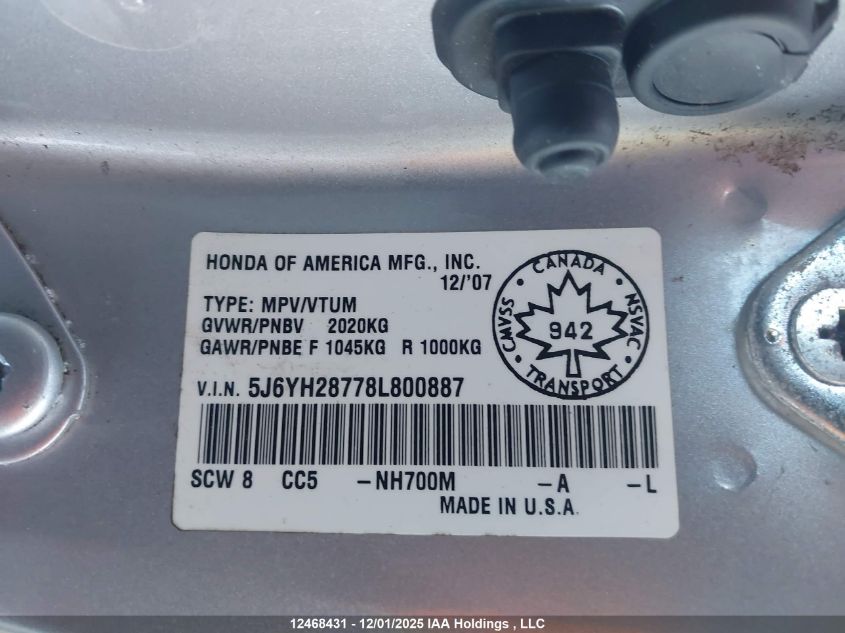 HONDA OF AMERICA MFG., INC.
12/'07
TYPE: MPV/VTUM
GVWR/PNBV 2020KG
GAWR/PNBE F 1045KG R 1000KG
V.I.N. 5J6YH28778L800887
SCW 8 CC5 -NH700M -A -L
MADE IN U.S.A.
CANADA
CMVSS 942 NSVAC
TRANSPORT
12468431 - 12/01/2025 IAA Holdings , LLC